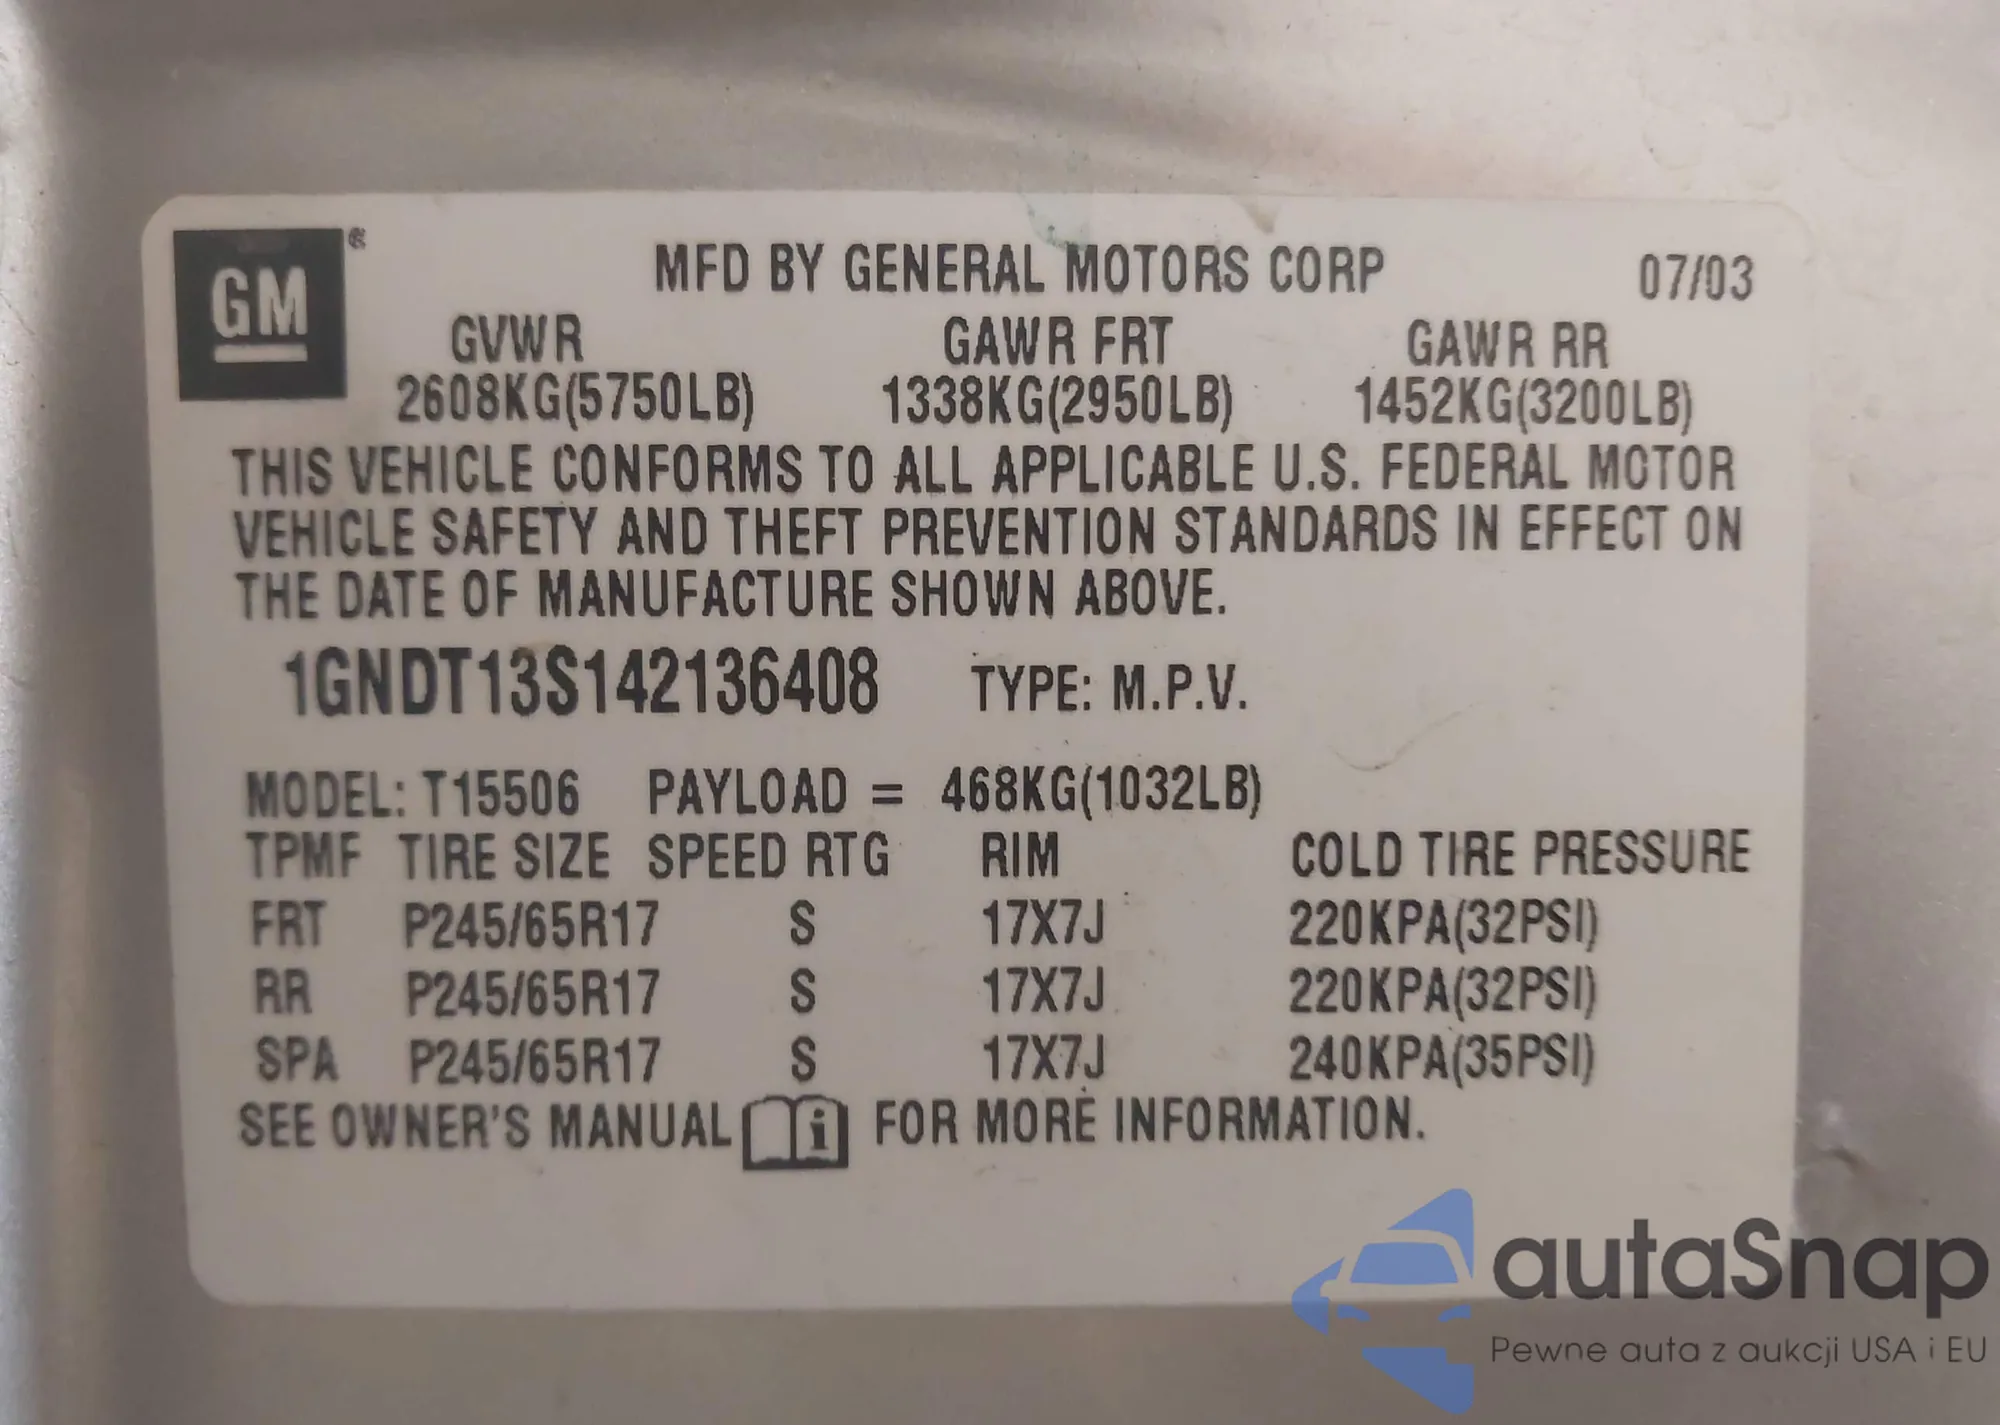 GM®
MFD BY GENERAL MOTORS CORP 07/03
GVWR GAWR FRT GAWR RR
2608KG(5750LB) 1338KG(2950LB) 1452KG(3200LB)
THIS VEHICLE CONFORMS TO ALL APPLICABLE U.S. FEDERAL MOTOR
VEHICLE SAFETY AND THEFT PREVENTION STANDARDS IN EFFECT ON
THE DATE OF MANUFACTURE SHOWN ABOVE.
1GNDT13S142136408 TYPE: M.P.V.
MODEL: T15506 PAYLOAD = 468KG(1032LB)
TPMF TIRE SIZE SPEED RTG RIM COLD TIRE PRESSURE
FRT P245/65R17 S 17X7J 220KPA(32PSI)
RR P245/65R17 S 17X7J 220KPA(32PSI)
SPA P245/65R17 S 17X7J 240KPA(35PSI)
SEE OWNER'S MANUAL i FOR MORE INFORMATION.
autaSnap
Pewne auta z aukcji USA i EU